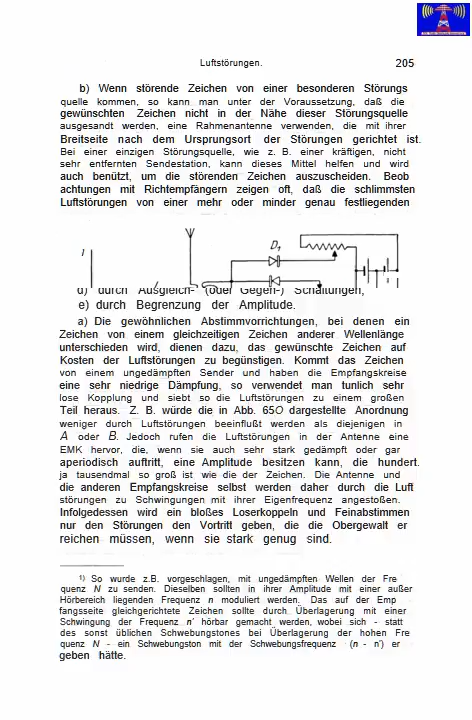 Luftstörungen. 205
b) Wenn störende Zeichen von einer besonderen Störungs
quelle kommen, so kann man unter der Voraussetzung, daß die
gewünschten Zeichen nicht in der Nähe dieser Störungsquelle
ausgesandt werden, eine Rahmenantenne verwenden, die mit ihrer
Breitseite nach dem Ursprungsort der Störungen gerichtet ist.
Bei einer einzigen Störungsquelle, wie z. B. einer kräftigen, nicht
sehr entfernten Sendestation, kann dieses Mittel helfen und wird
auch benützt, um die störenden Zeichen auszuscheiden. Beob
achtungen mit Richtempfängern zeigen oft, daß die schlimmsten
Luftstörungen von einer mehr oder minder genau festliegenden
D1
d) durch Ausgleich- (oder Gegen-) Schaltungen,
e) durch Begrenzung der Amplitude.
a) Die gewöhnlichen Abstimmvorrichtungen, bei denen ein
Zeichen von einem gleichzeitigen Zeichen anderer Wellenlänge
unterschieden wird, dienen dazu, das gewünschte Zeichen auf
Kosten der Luftstörungen zu begünstigen. Kommt das Zeichen
von einem ungedämpften Sender und haben die Empfangskreise
eine sehr niedrige Dämpfung, so verwendet man tunlich sehr
lose Kopplung und siebt so die Luftstörungen zu einem großen
Teil heraus. Z. B. würde die in Abb. 65O dargestellte Anordnung
weniger durch Luftstörungen beeinflußt werden als diejenigen in
A oder B. Jedoch rufen die Luftstörungen in der Antenne eine
EMK hervor, die, wenn sie auch sehr stark gedämpft oder gar
aperiodisch auftritt, eine Amplitude besitzen kann, die hundert.
ja tausendmal so groß ist wie die der Zeichen. Die Antenne und
die anderen Empfangskreise selbst werden daher durch die Luft
störungen zu Schwingungen mit ihrer Eigenfrequenz angestoßen.
Infolgedessen wird ein bloßes Loserkoppeln und Feinabstimmen
nur den Störungen den Vortritt geben, die die Obergewalt er
reichen müssen, wenn sie stark genug sind.
1) So wurde z.B. vorgeschlagen, mit ungedämpften Wellen der Fre
quenz N zu senden. Dieselben sollten in ihrer Amplitude mit einer außer
Hörbereich liegenden Frequenz n moduliert werden. Das auf der Emp
fangsseite gleichgerichtete Zeichen sollte durch Überlagerung mit einer
Schwingung der Frequenz n' hörbar gemacht werden, wobei sich - statt
des sonst üblichen Schwebungstones bei Überlagerung der hohen Fre
quenz N - ein Schwebungston mit der Schwebungsfrequenz (n - n') er
geben hätte.